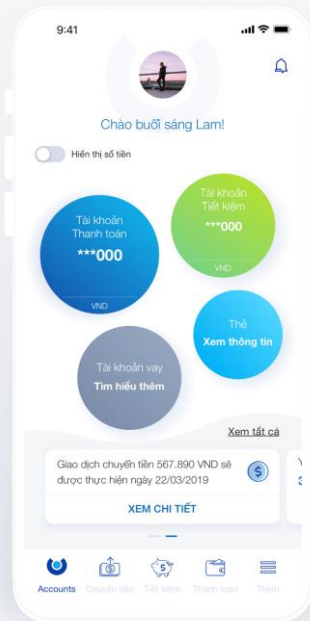 9:41
Chào buổi sáng Lam!
Hiển thị số tiền
Tài khoản
Thanh toán
***000
VND
Tài khoản
Tiết kiệm
***000
VND
Thẻ
Xem thông tin
Tài khoản vay
Tìm hiểu thêm
Xem tất cả
Giao dịch chuyển tiền 567.890 VND sẽ
được thực hiện ngày 22/03/2019
XEM CHI TIẾT
Accounts
Chuyển tiền
Tiết kiệm
Thanh toán
Thêm